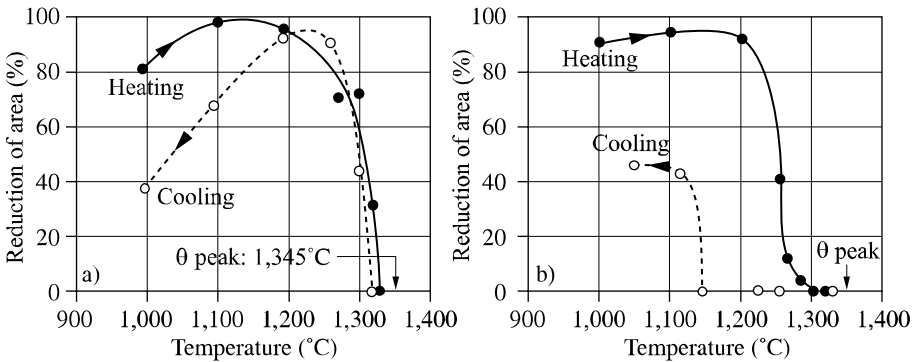 100
80
60
40
20
0
Reduction of area (%)
Heating
Cooling
θ peak: 1,345°C
a)
900 1,000 1,100 1,200 1,300 1,400
Temperature (°C)
100
80
60
40
20
0
Reduction of area (%)
Heating
Cooling
θ peak
b)
900 1,000 1,100 1,200 1,300 1,400
Temperature (°C)